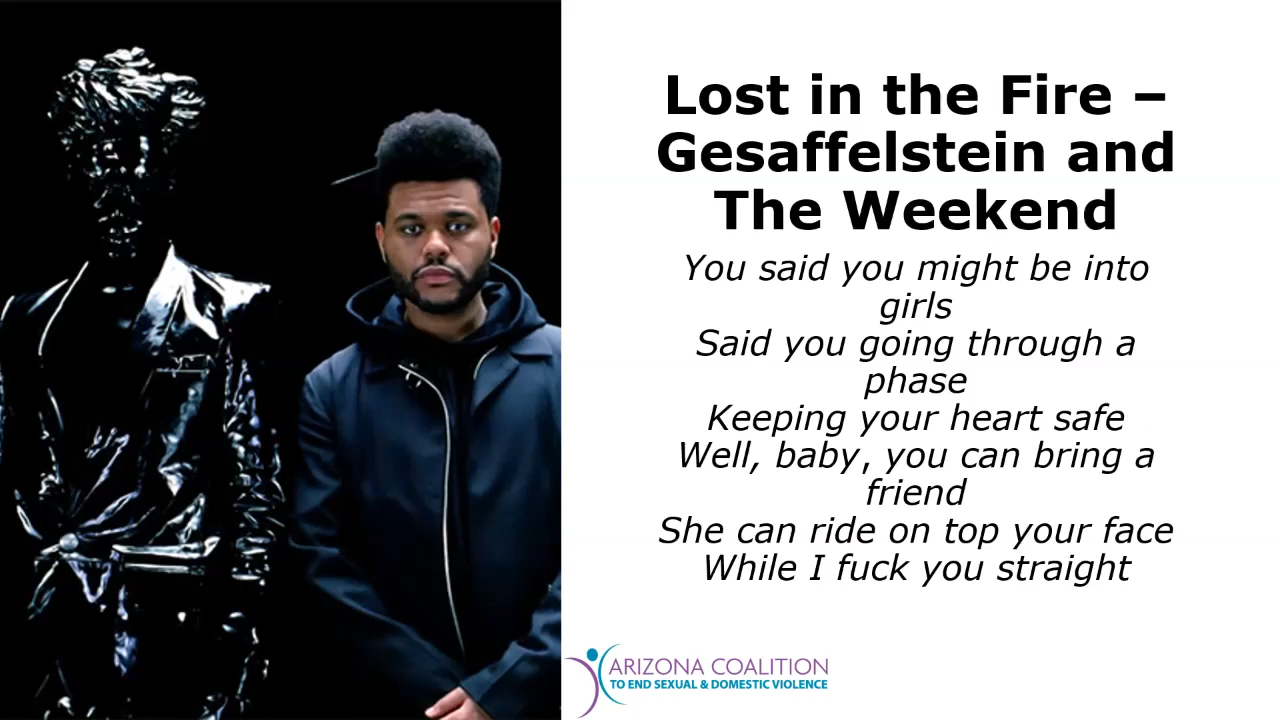 Lost in the Fire –
Gesaffelstein and
The Weekend
You said you might be into
girls
Said you going through a
phase
Keeping your heart safe
Well, baby, you can bring a
friend
She can ride on top your face
While I fuck you straight
ARIZONA COALITION
TO END SEXUAL & DOMESTIC VIOLENCE